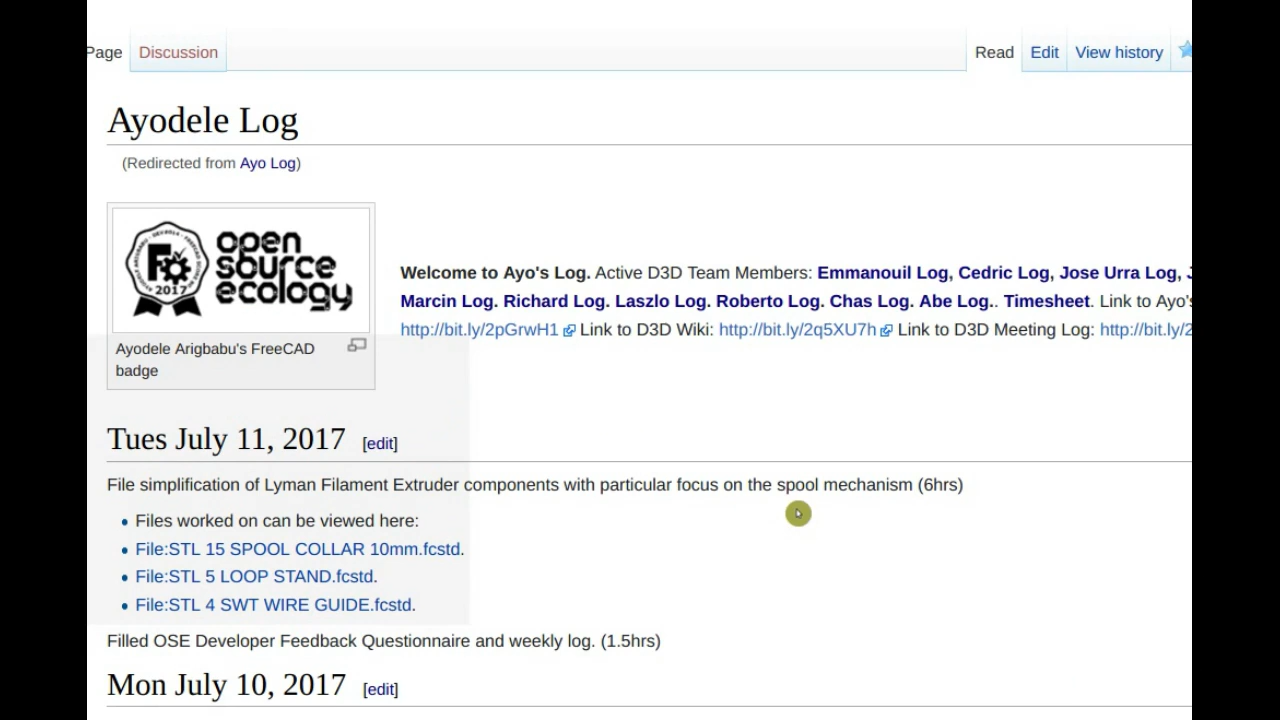 Page Discussion Read Edit View history
Ayodele Log
(Redirected from Ayo Log)
open
source
ecology
2017
Ayodele Arigbabu's FreeCAD
badge
Welcome to Ayo's Log. Active D3D Team Members: Emmanouil Log, Cedric Log, Jose Urra Log, J
Marcin Log. Richard Log. Laszlo Log. Roberto Log. Chas Log. Abe Log.. Timesheet. Link to Ayo's
http://bit.ly/2pGrwH1 Link to D3D Wiki: http://bit.ly/2q5XU7h Link to D3D Meeting Log: http://bit.ly/2
Tues July 11, 2017 [edit]
File simplification of Lyman Filament Extruder components with particular focus on the spool mechanism (6hrs)
Files worked on can be viewed here:
File:STL 15 SPOOL COLLAR 10mm.fcstd.
File:STL 5 LOOP STAND.fcstd.
File:STL 4 SWT WIRE GUIDE.fcstd.
Filled OSE Developer Feedback Questionnaire and weekly log. (1.5hrs)
Mon July 10, 2017 [edit]